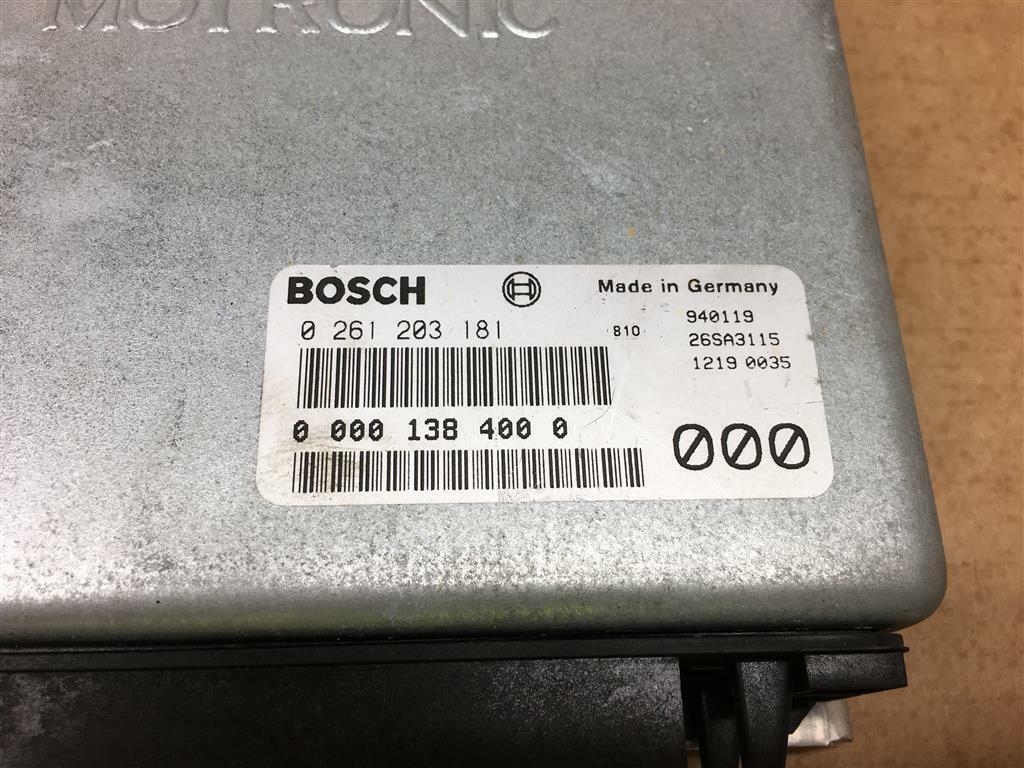 MOTRONIC
BOSCH Made in Germany
0 261 203 181 810 940119
26SA3115
1219 0035
0 000 138 400 0
000